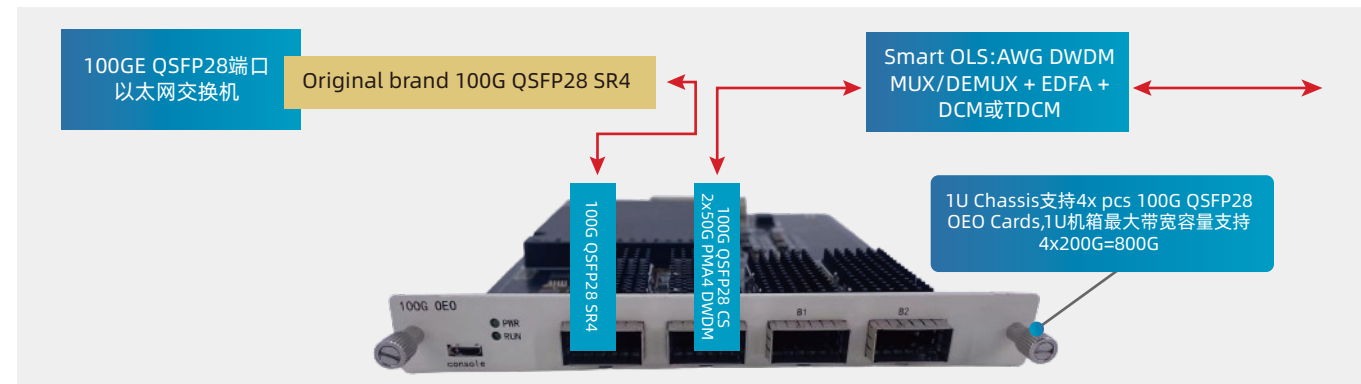 100GE QSFP28端口
以太网交换机
Original brand 100G QSFP28 SR4
Smart OLS:AWG DWDM
MUX/DEMUX + EDFA +
DCM或TDCM
1U Chassis支持4x pcs 100G QSFP28
OEO Cards,1U机箱最大带宽容量支持
4x200G=800G
100G QSFP28 SR4
100G QSFP28 CS
2x50G PMA4 DWDM
100G OEO
PWR
RUN
console
B1
B2